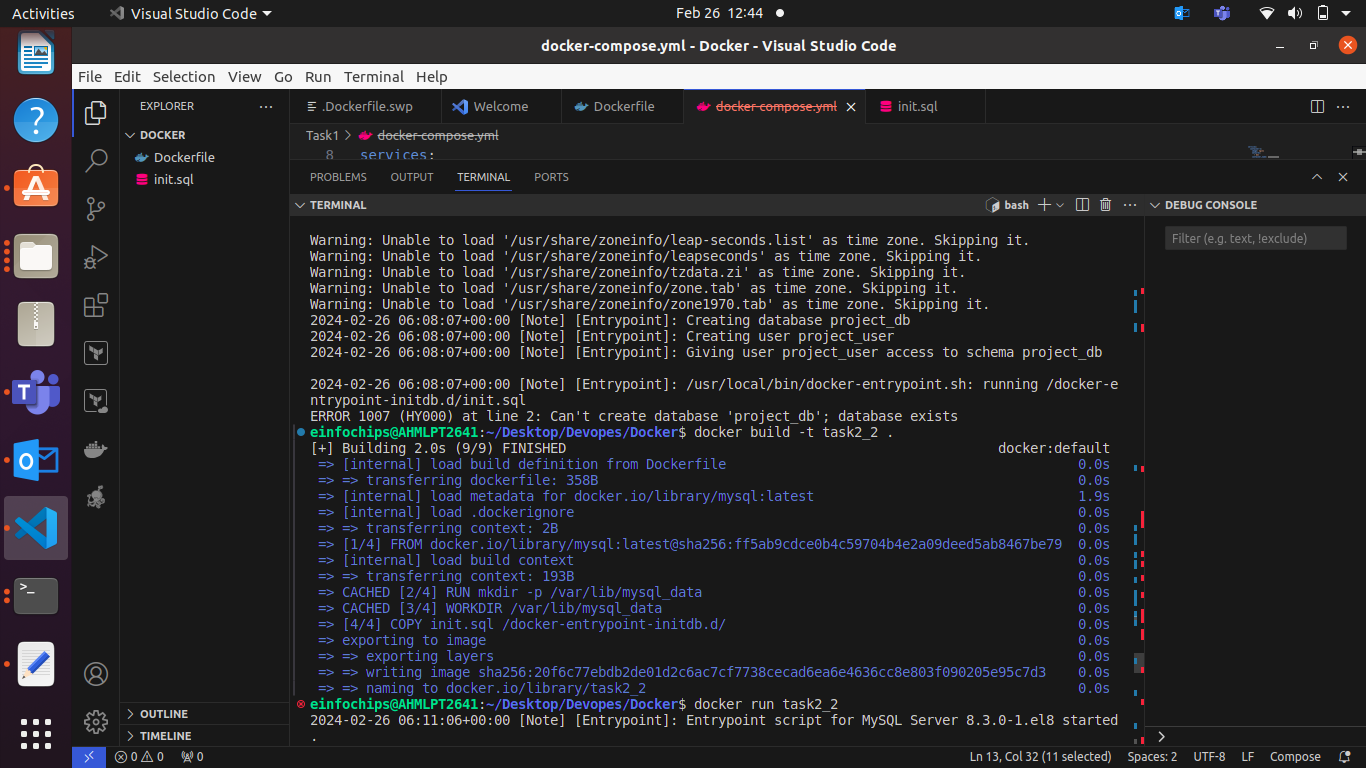 Activities
Visual Studio Code
Feb 26 12:44
docker-compose.yml - Docker - Visual Studio Code
File Edit Selection View Go Run Terminal Help
EXPLORER
.Dockerfile.swp
Welcome
Dockerfile
docker-compose.yml
init.sql
DOCKER
Dockerfile
init.sql
Task1 > docker-compose.yml
8 services:
PROBLEMS OUTPUT TERMINAL PORTS
TERMINAL
bash
DEBUG CONSOLE
Filter (e.g. text, !exclude)
Warning: Unable to load '/usr/share/zoneinfo/leap-seconds.list' as time zone. Skipping it.
Warning: Unable to load '/usr/share/zoneinfo/leapseconds' as time zone. Skipping it.
Warning: Unable to load '/usr/share/zoneinfo/tzdata.zi' as time zone. Skipping it.
Warning: Unable to load '/usr/share/zoneinfo/zone.tab' as time zone. Skipping it.
Warning: Unable to load '/usr/share/zoneinfo/zone1970.tab' as time zone. Skipping it.
2024-02-26 06:08:07+00:00 [Note] [Entrypoint]: Creating database project_db
2024-02-26 06:08:07+00:00 [Note] [Entrypoint]: Creating user project_user
2024-02-26 06:08:07+00:00 [Note] [Entrypoint]: Giving user project_user access to schema project_db
2024-02-26 06:08:07+00:00 [Note] [Entrypoint]: /usr/local/bin/docker-entrypoint.sh: running /docker-e
ntrypoint-initdb.d/init.sql
ERROR 1007 (HY000) at line 2: Can't create database 'project_db'; database exists
einfochips@AHMLPT2641:~/Desktop/Devopes/Docker$ docker build -t task2_2 .
[+] Building 2.0s (9/9) FINISHED docker:default
=> [internal] load build definition from Dockerfile 0.0s
=> => transferring dockerfile: 358B 0.0s
=> [internal] load metadata for docker.io/library/mysql:latest 1.9s
=> [internal] load .dockerignore 0.0s
=> => transferring context: 2B 0.0s
=> [1/4] FROM docker.io/library/mysql:latest@sha256:ff5ab9cdce0b4c59704b4e2a09deed5ab8467be79 0.0s
=> [internal] load build context 0.0s
=> => transferring context: 193B 0.0s
=> CACHED [2/4] RUN mkdir -p /var/lib/mysql_data 0.0s
=> CACHED [3/4] WORKDIR /var/lib/mysql_data 0.0s
=> [4/4] COPY init.sql /docker-entrypoint-initdb.d/ 0.0s
=> exporting to image 0.0s
=> => exporting layers 0.0s
=> => writing image sha256:20f6c77ebdb2de01d2c6ac7cf7738cecad6ea6e4636cc8e803f090205e95c7d3 0.0s
=> => naming to docker.io/library/task2_2 0.0s
einfochips@AHMLPT2641:~/Desktop/Devopes/Docker$ docker run task2_2
2024-02-26 06:11:06+00:00 [Note] [Entrypoint]: Entrypoint script for MySQL Server 8.3.0-1.el8 started
.
OUTLINE
TIMELINE
0 0 0
Ln 13, Col 32 (11 selected) Spaces: 2 UTF-8 LF Compose